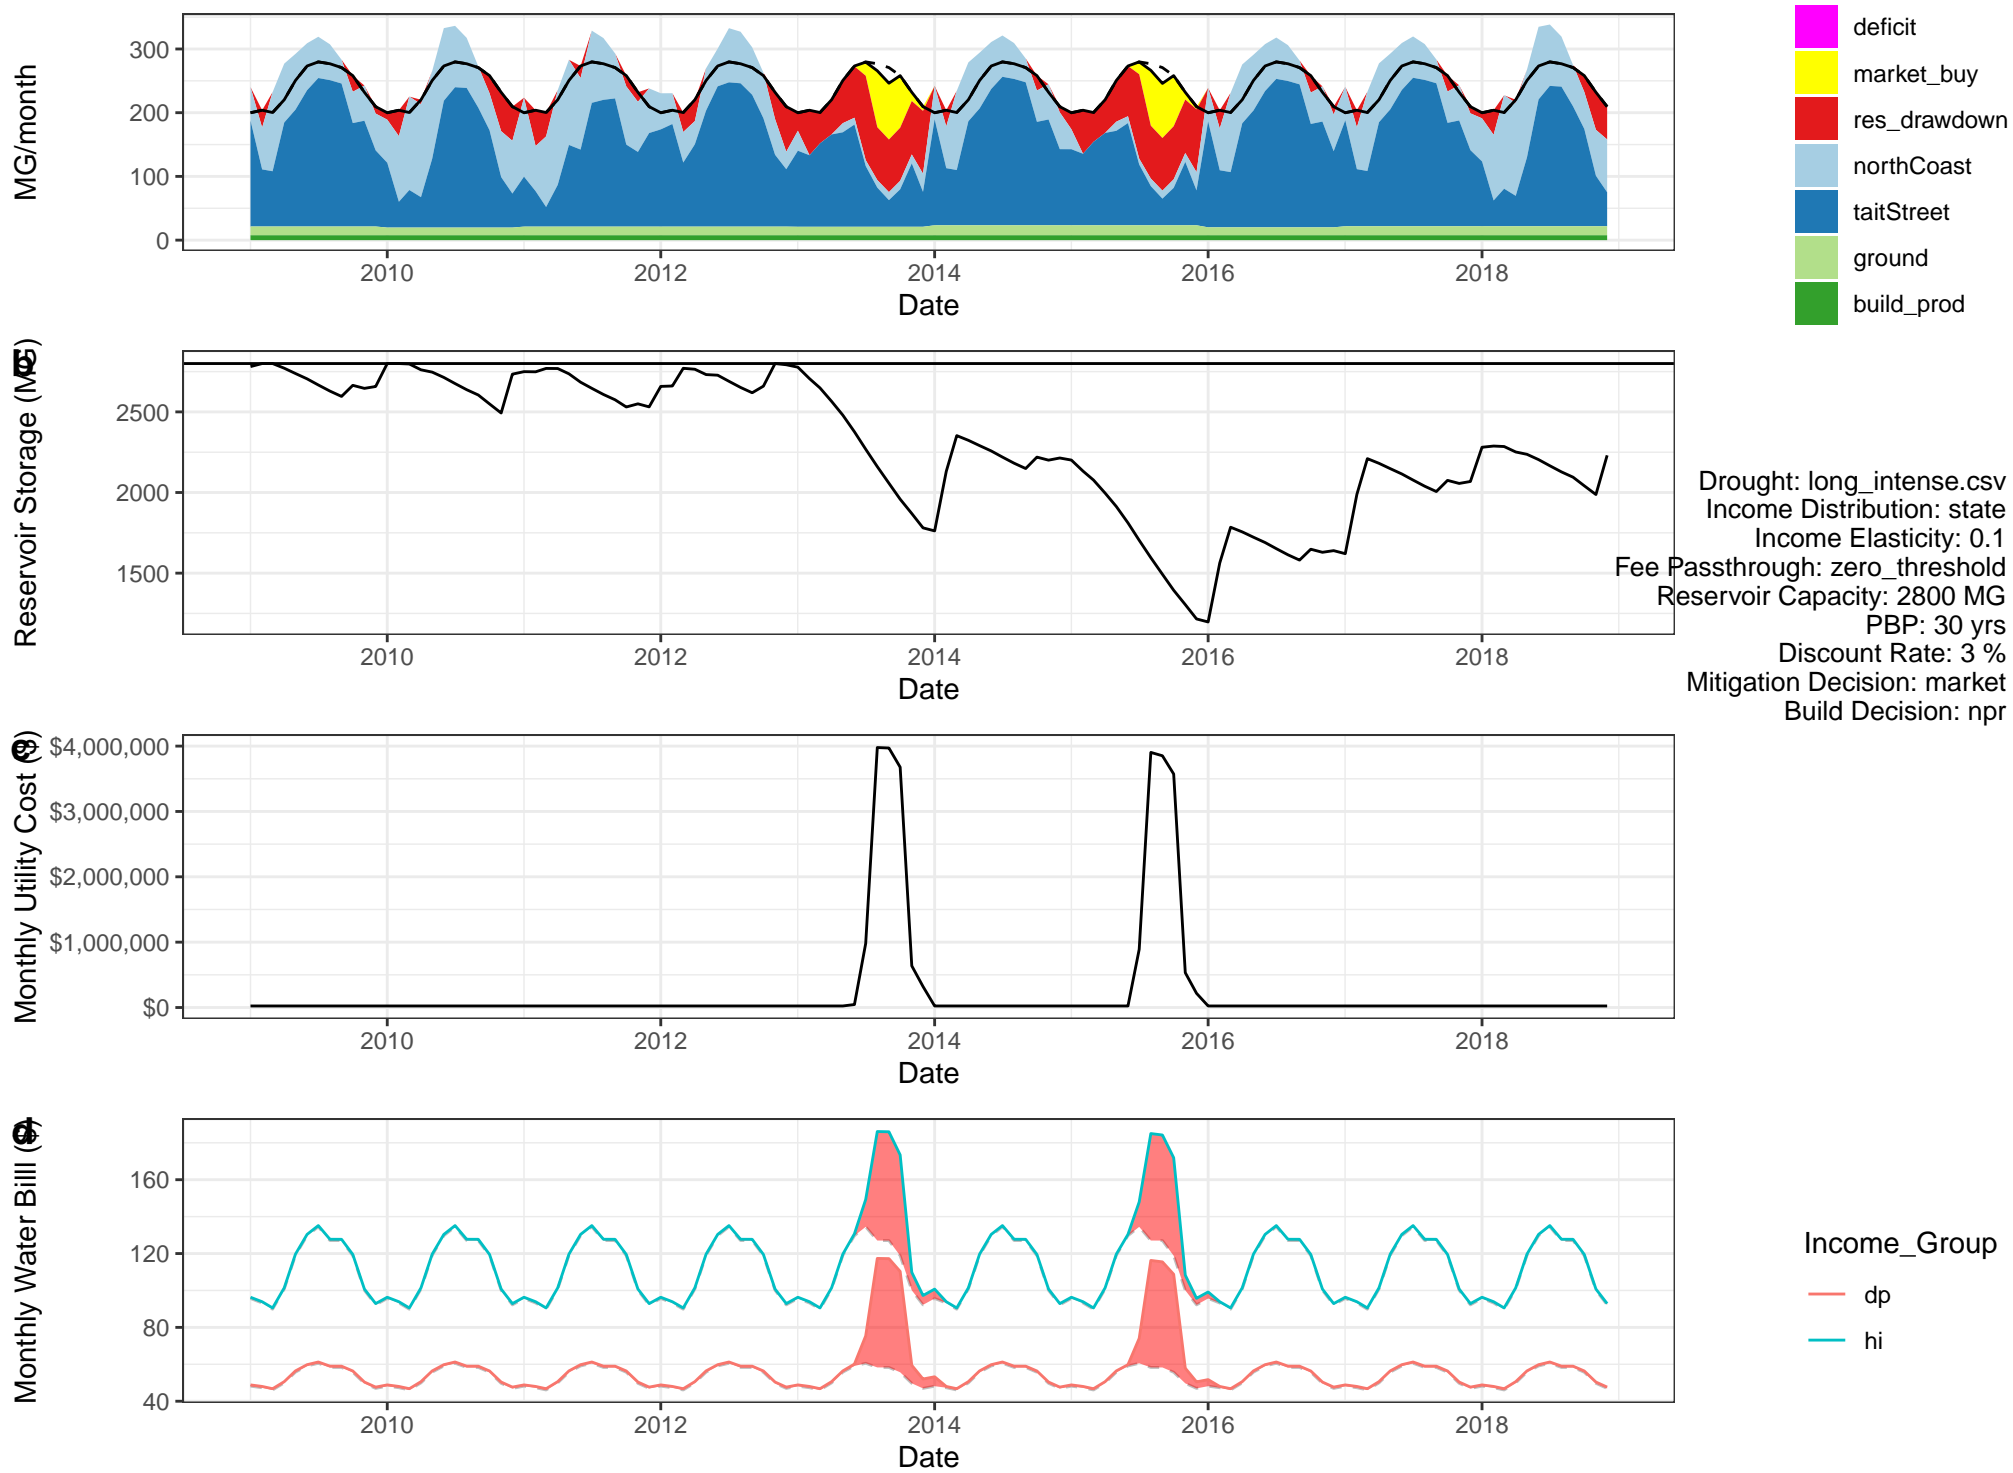 MG/month
300
200
100
0
2010
2012
2014
2016
2018
Date
deficit
market_buy
res_drawdown
northCoast
taitStreet
ground
build_prod
b
Reservoir Storage (MG)
2500
2000
1500
2010
2012
2014
2016
2018
Date
Drought: long_intense.csv
Income Distribution: state
Income Elasticity: 0.1
Fee Passthrough: zero_threshold
Reservoir Capacity: 2800 MG
PBP: 30 yrs
Discount Rate: 3 %
Mitigation Decision: market
Build Decision: npr
c
Monthly Utility Cost ($)
$4,000,000
$3,000,000
$2,000,000
$1,000,000
$0
2010
2012
2014
2016
2018
Date
d
Monthly Water Bill ($)
160
120
80
40
2010
2012
2014
2016
2018
Date
Income_Group
dp
hi